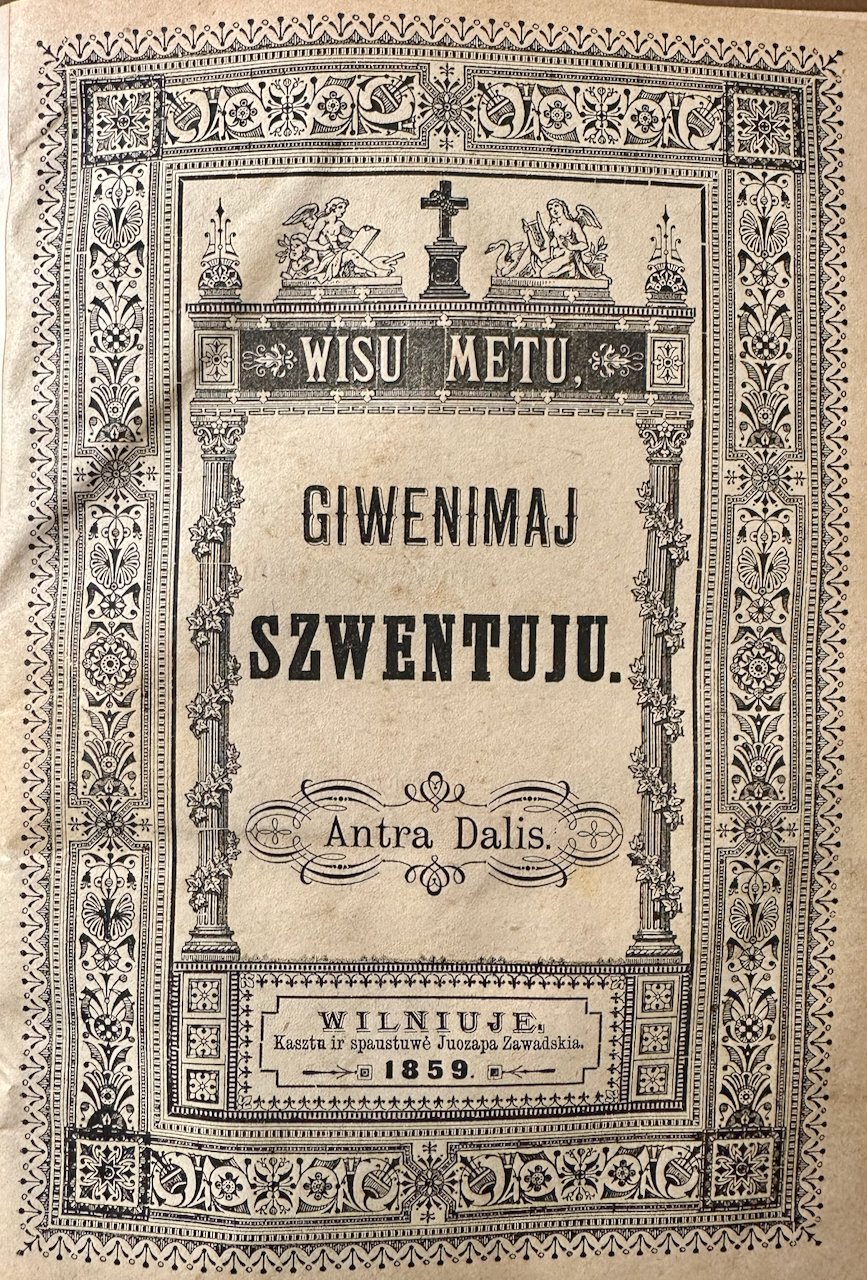 WISU METU,
GIWENIMAJ
SZWENTUJU.
Antra Dalis.
WILNIUJE.
Kasztu ir spaustuwė Juozapa Zawadskia.
1859.